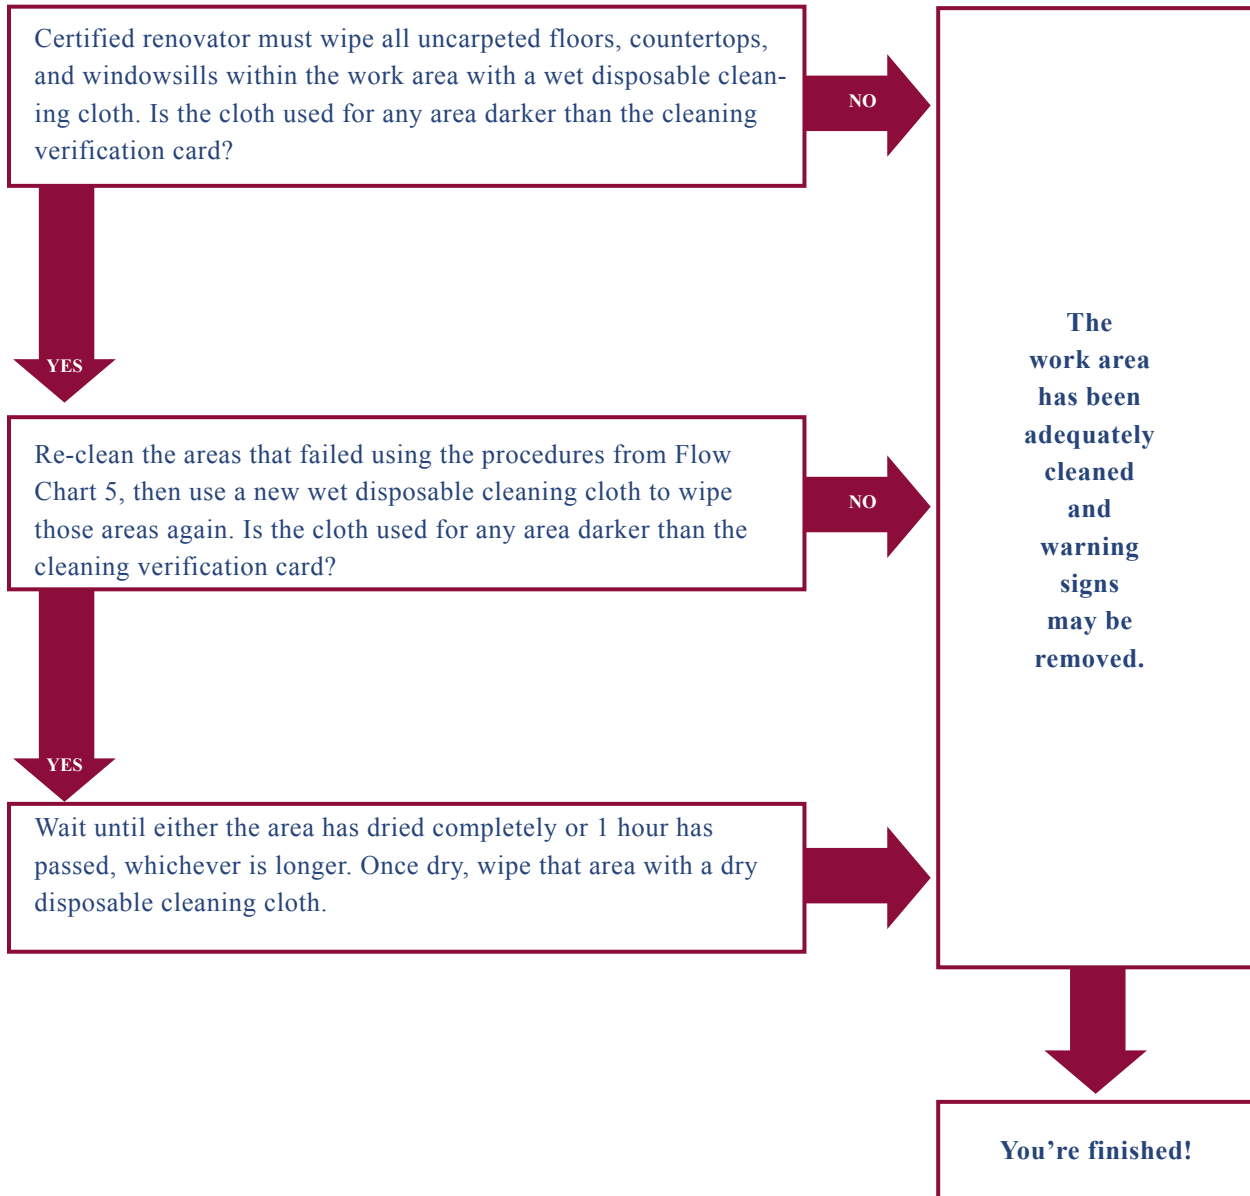 Certified renovator must wipe all uncarpeted floors, countertops,
and windowsills within the work area with a wet disposable clean-
ing cloth. Is the cloth used for any area darker than the cleaning
verification card?
NO
YES
Re-clean the areas that failed using the procedures from Flow
Chart 5, then use a new wet disposable cleaning cloth to wipe
those areas again. Is the cloth used for any area darker than the
cleaning verification card?
NO
YES
Wait until either the area has dried completely or 1 hour has
passed, whichever is longer. Once dry, wipe that area with a dry
disposable cleaning cloth.
The
work area
has been
adequately
cleaned
and
warning
signs
may be
removed.
You’re finished!